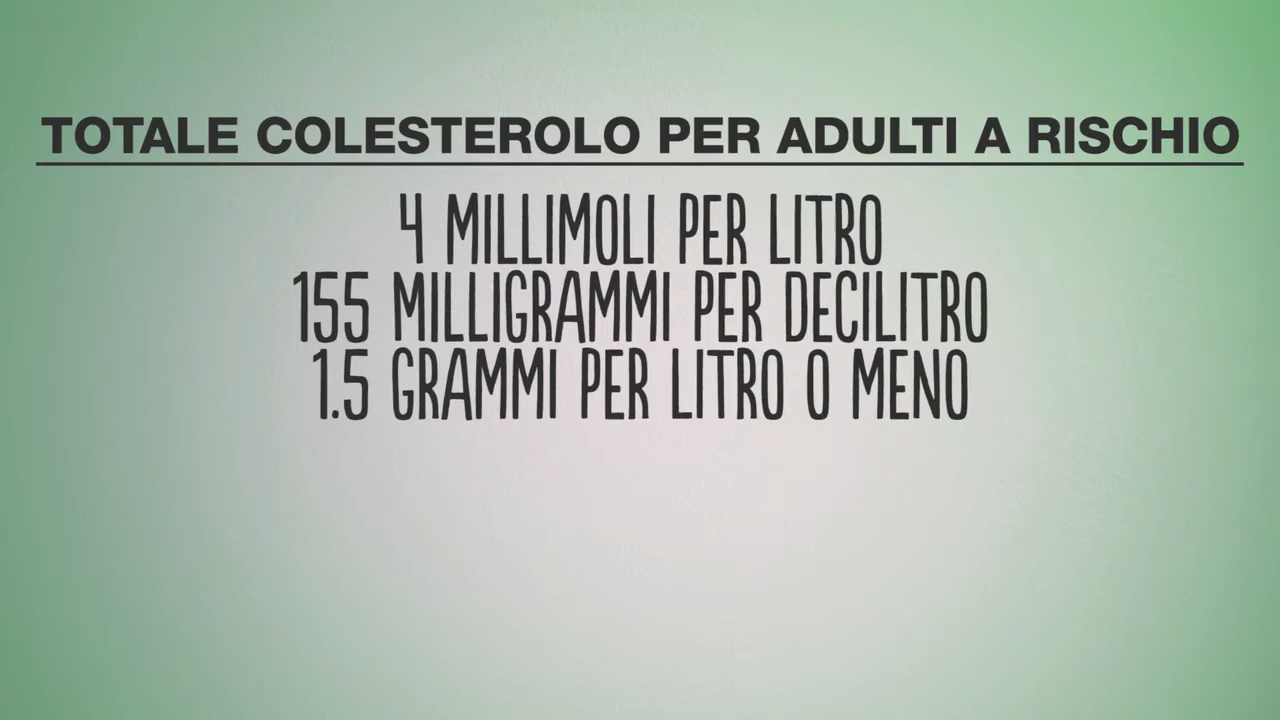 TOTALE COLESTEROLO PER ADULTI A RISCHIO
4 MILLIMOLI PER LITRO
155 MILLIGRAMMI PER DECILITRO
1.5 GRAMMI PER LITRO O MENO